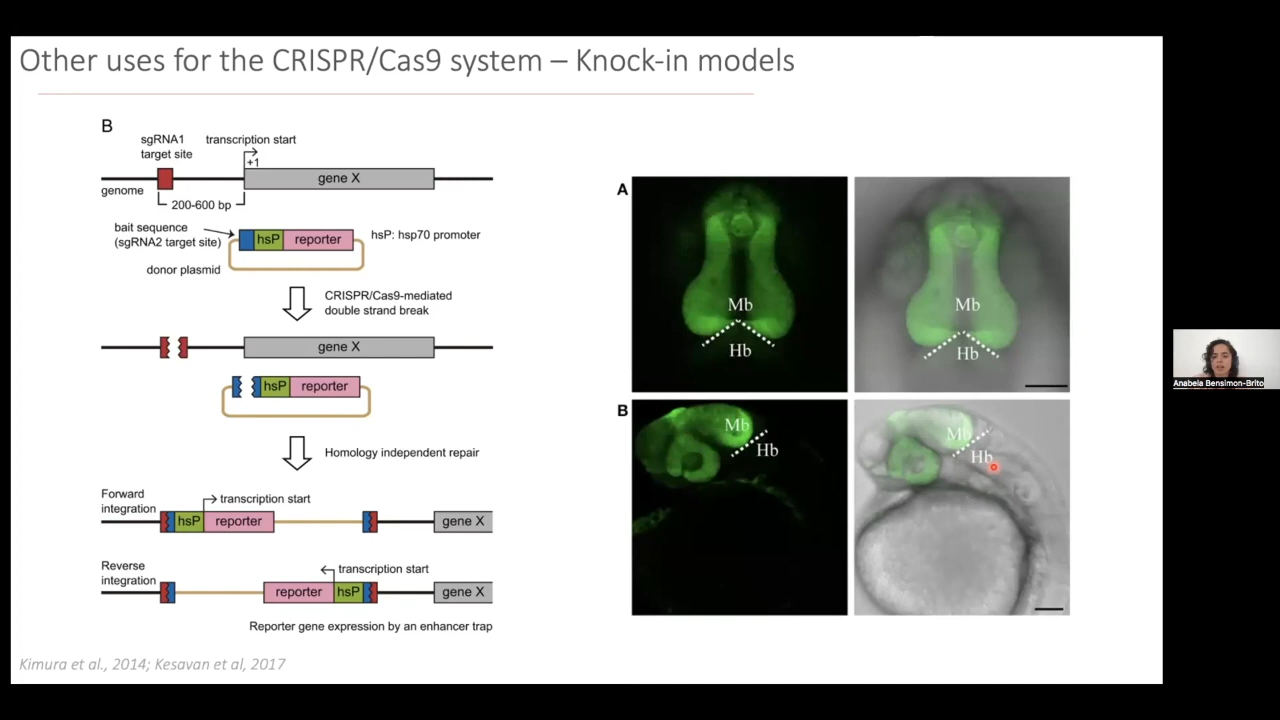 Other uses for the CRISPR/Cas9 system – Knock-in models
B
sgRNA1
target site
transcription start
+1
gene X
genome
200-600 bp
bait sequence
(sgRNA2 target site)
hsP
reporter
hsP: hsp70 promoter
donor plasmid
CRISPR/Cas9-mediated
double strand break
gene X
hsP
reporter
Homology independent repair
Forward
integration
transcription start
hsP
reporter
gene X
Reverse
integration
transcription start
reporter
hsP
gene X
Reporter gene expression by an enhancer trap
A
Mb
Hb
Mb
Hb
B
Mb
Hb
Mb
Hb
Kimura et al., 2014; Kesavan et al, 2017
Anabela Bensimon-Brito